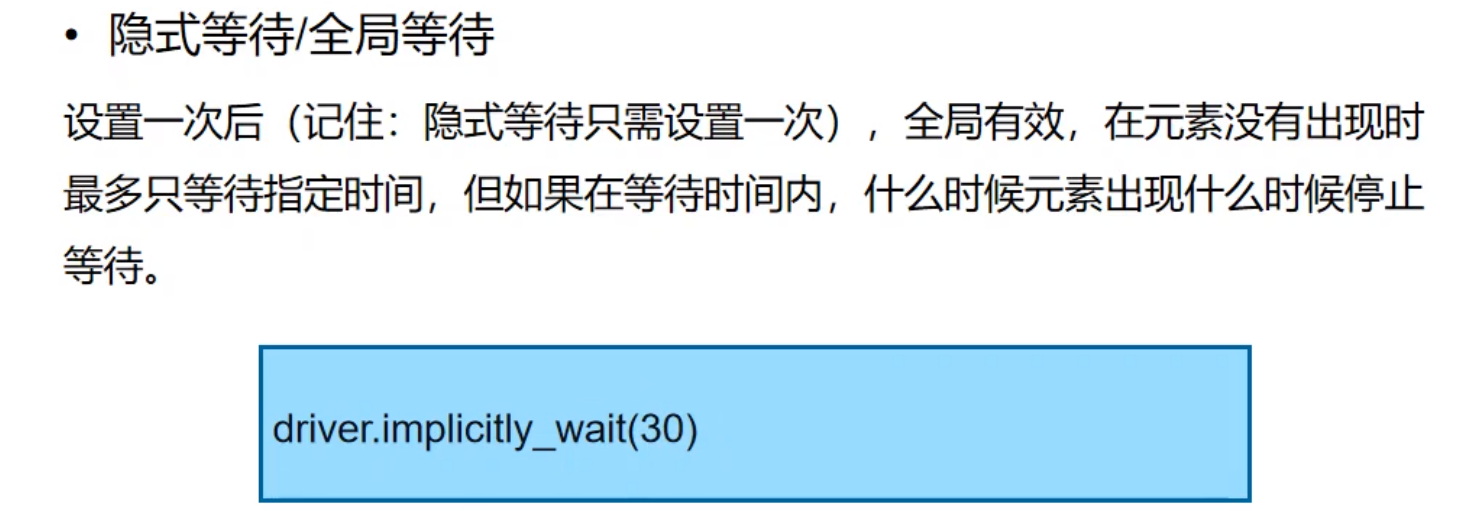 • 隐式等待/全局等待
设置一次后（记住：隐式等待只需设置一次），全局有效，在元素没有出现时
最多只等待指定时间，但如果在等待时间内，什么时候元素出现什么时候停止
等待。
driver.implicitly_wait(30)